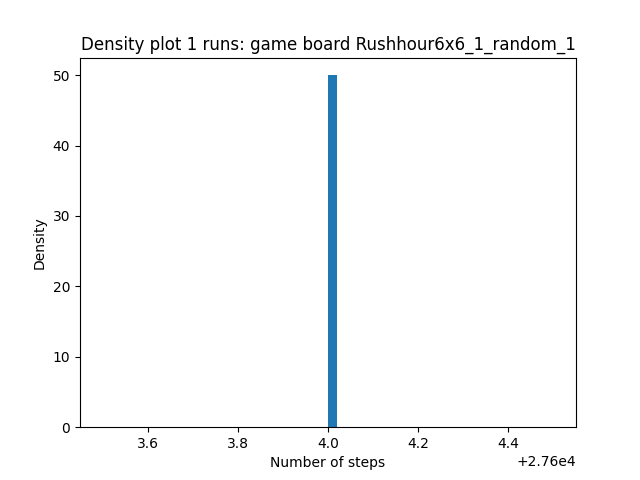 Density plot 1 runs: game board Rushhour6x6_1_random_1
50
40
30
20
10
0
Density
3.6 3.8 4.0 4.2 4.4
+2.76e4
Number of steps